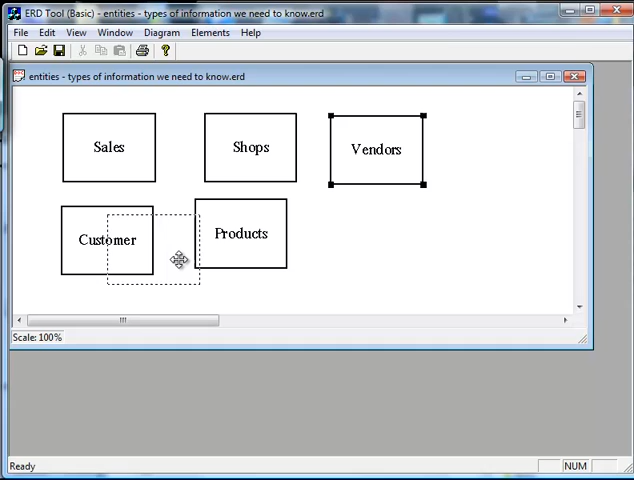 ERD Tool (Basic) - entities - types of information we need to know.erd
File Edit View Window Diagram Elements Help
entities - types of information we need to know.erd
Sales Shops Vendors
Customer Products
Scale: 100%
Ready NUM